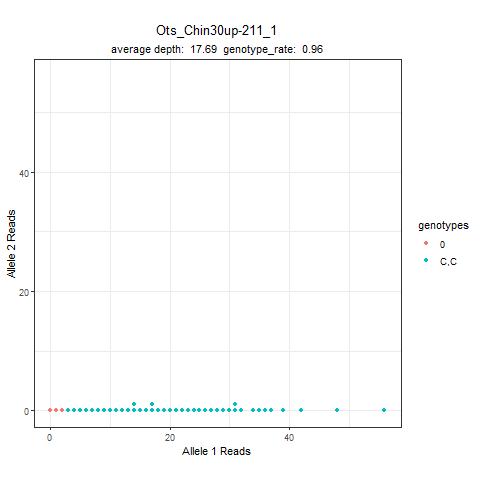 Ots_Chin30up-211_1
average depth: 17.69 genotype_rate: 0.96
40
20
0
Allele 2 Reads
0 20 40
Allele 1 Reads
genotypes
0
C,C